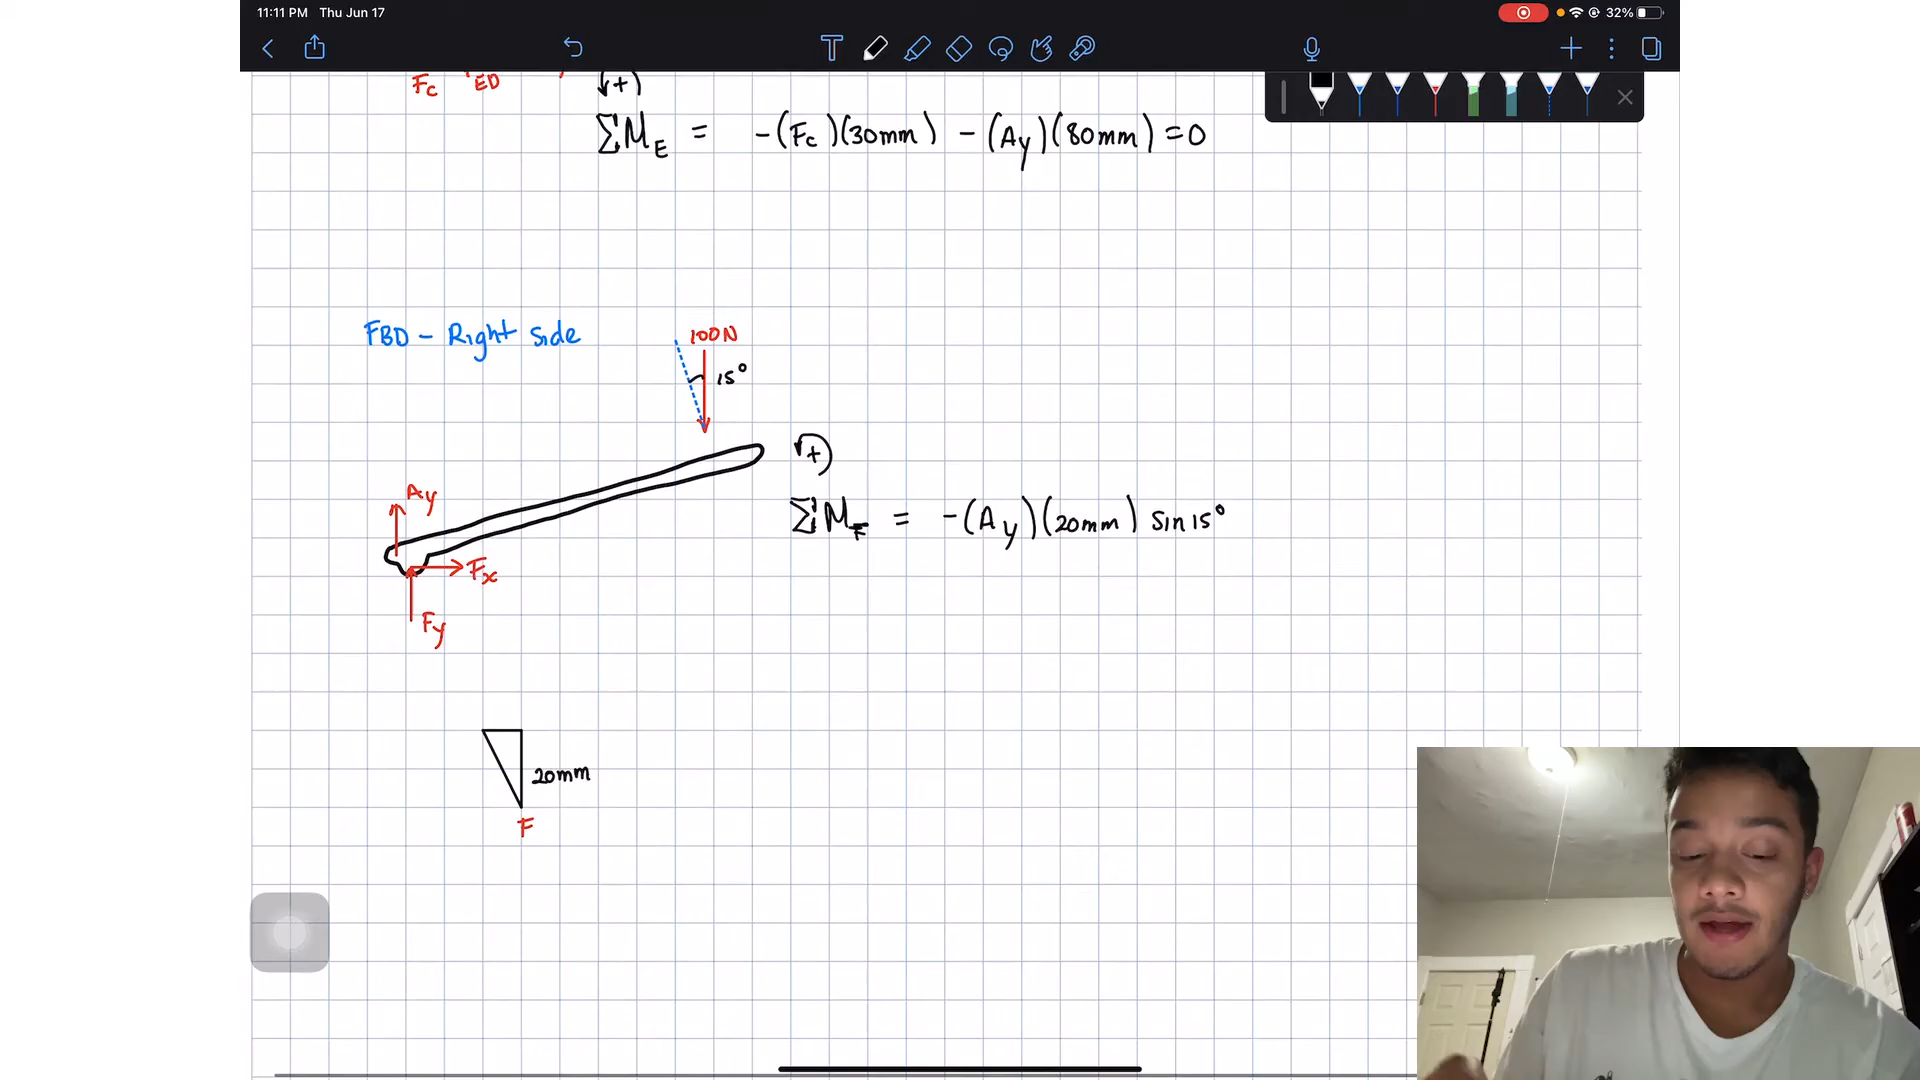 11:11 PM Thu Jun 17
32%
Fc ED
+
ΣM_E = -(Fc)(30mm) - (Ay)(80mm) = 0
FBD - Right Side
100N
15°
Ay
+
ΣM_F = -(Ay)(20mm) sin 15°
Fx
Fy
20mm
F